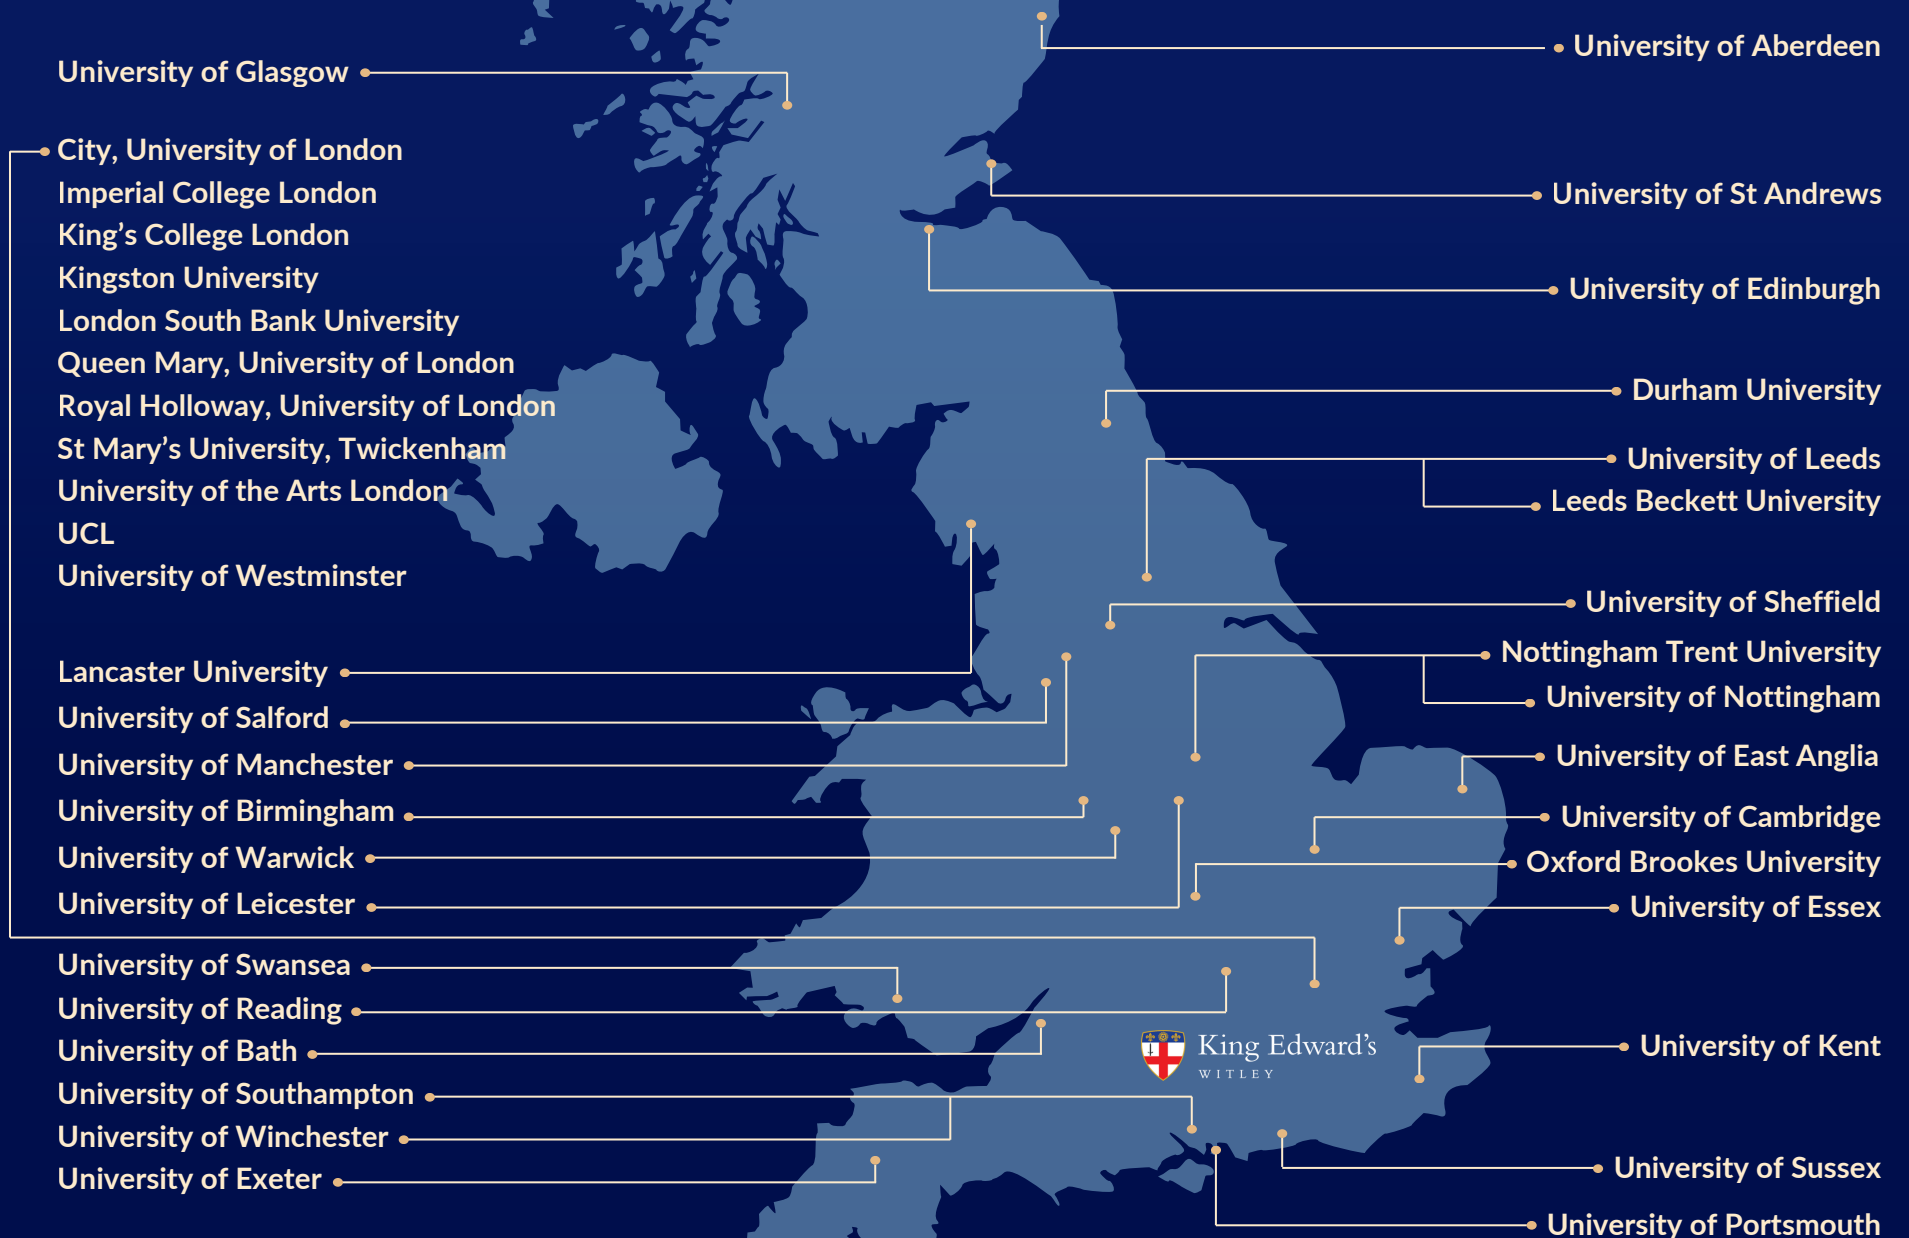 University of Glasgow
City, University of London
Imperial College London
King’s College London
Kingston University
London South Bank University
Queen Mary, University of London
Royal Holloway, University of London
St Mary’s University, Twickenham
University of the Arts London
UCL
University of Westminster
Lancaster University
University of Salford
University of Manchester
University of Birmingham
University of Warwick
University of Leicester
University of Swansea
University of Reading
University of Bath
University of Southampton
University of Winchester
University of Exeter
King Edward’s
WITLEY
University of Aberdeen
University of St Andrews
University of Edinburgh
Durham University
University of Leeds
Leeds Beckett University
University of Sheffield
Nottingham Trent University
University of Nottingham
University of East Anglia
University of Cambridge
Oxford Brookes University
University of Essex
University of Kent
University of Sussex
University of Portsmouth